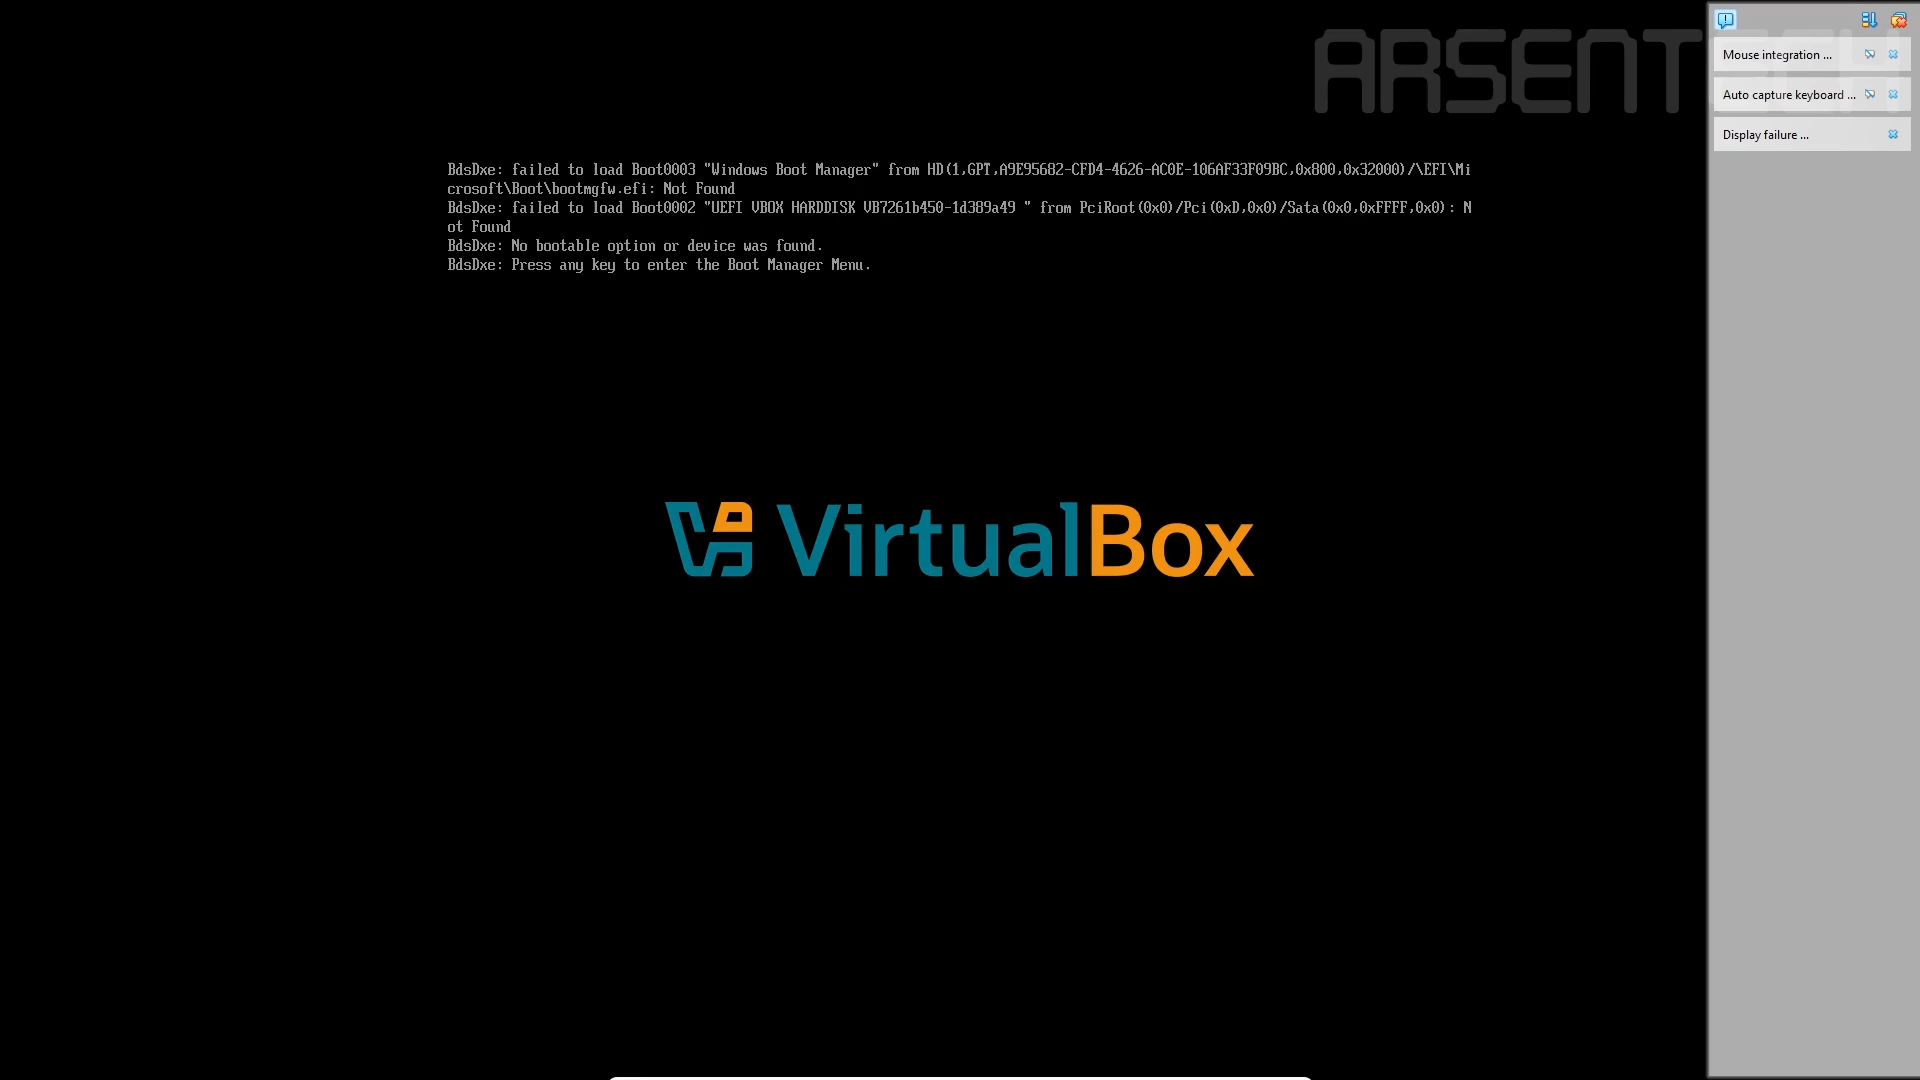 ARSENTECH
Mouse integration ...
Auto capture keyboard ...
Display failure ...
BdsDxe: failed to load Boot0003 "Windows Boot Manager" from HD(1,GPT,A9E95682-CFD4-4626-AC0E-106AF33F09BC,0x800,0x32000)/\EFI\Mi
crosoft\Boot\bootmgfw.efi: Not Found
BdsDxe: failed to load Boot0002 "UEFI VBOX HARDDISK VB7261b450-1d389a49 " from PciRoot(0x0)/Pci(0xD,0x0)/Sata(0x0,0xFFFF,0x0): N
ot Found
BdsDxe: No bootable option or device was found.
BdsDxe: Press any key to enter the Boot Manager Menu.
VirtualBox